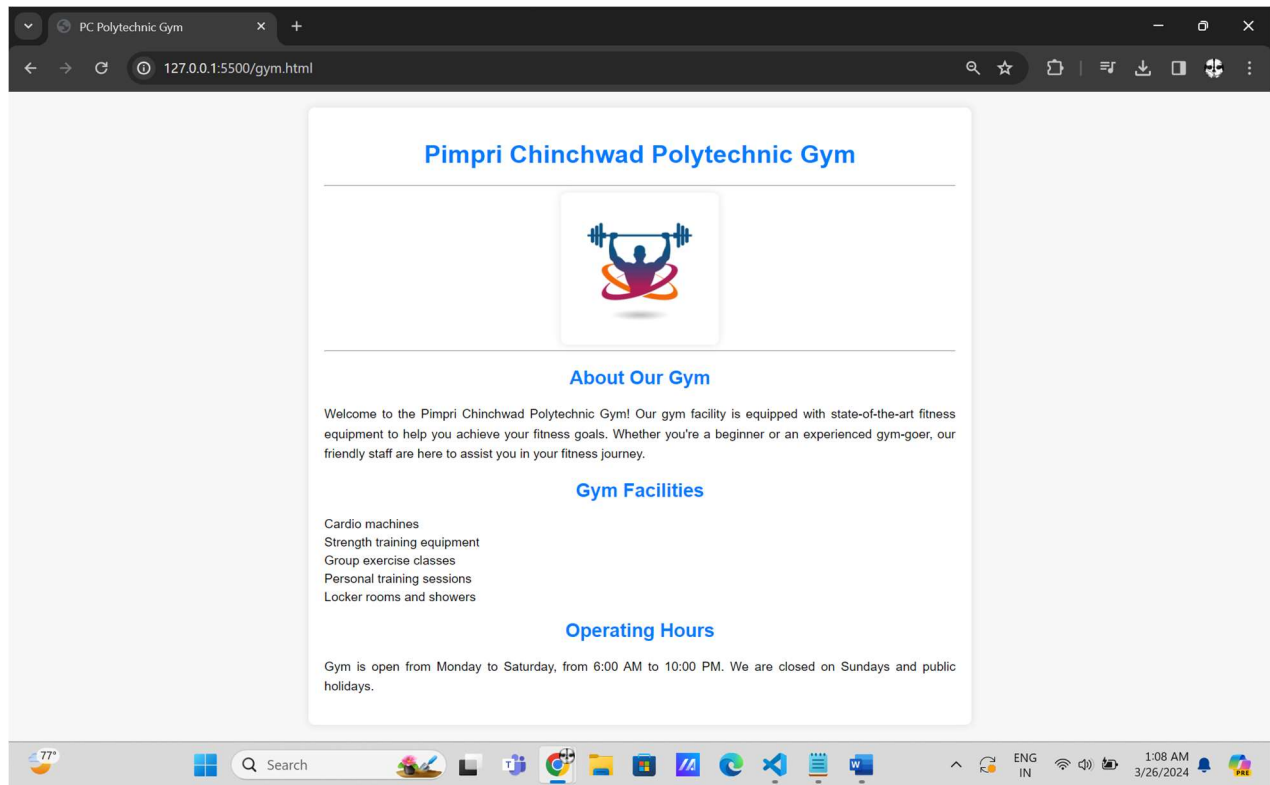 PC Polytechnic Gym
127.0.0.1:5500/gym.html
Pimpri Chinchwad Polytechnic Gym
About Our Gym
Welcome to the Pimpri Chinchwad Polytechnic Gym! Our gym facility is equipped with state-of-the-art fitness
equipment to help you achieve your fitness goals. Whether you're a beginner or an experienced gym-goer, our
friendly staff are here to assist you in your fitness journey.
Gym Facilities
Cardio machines
Strength training equipment
Group exercise classes
Personal training sessions
Locker rooms and showers
Operating Hours
Gym is open from Monday to Saturday, from 6:00 AM to 10:00 PM. We are closed on Sundays and public
holidays.
77°
Search
ENG
IN
1:08 AM
3/26/2024
PRE